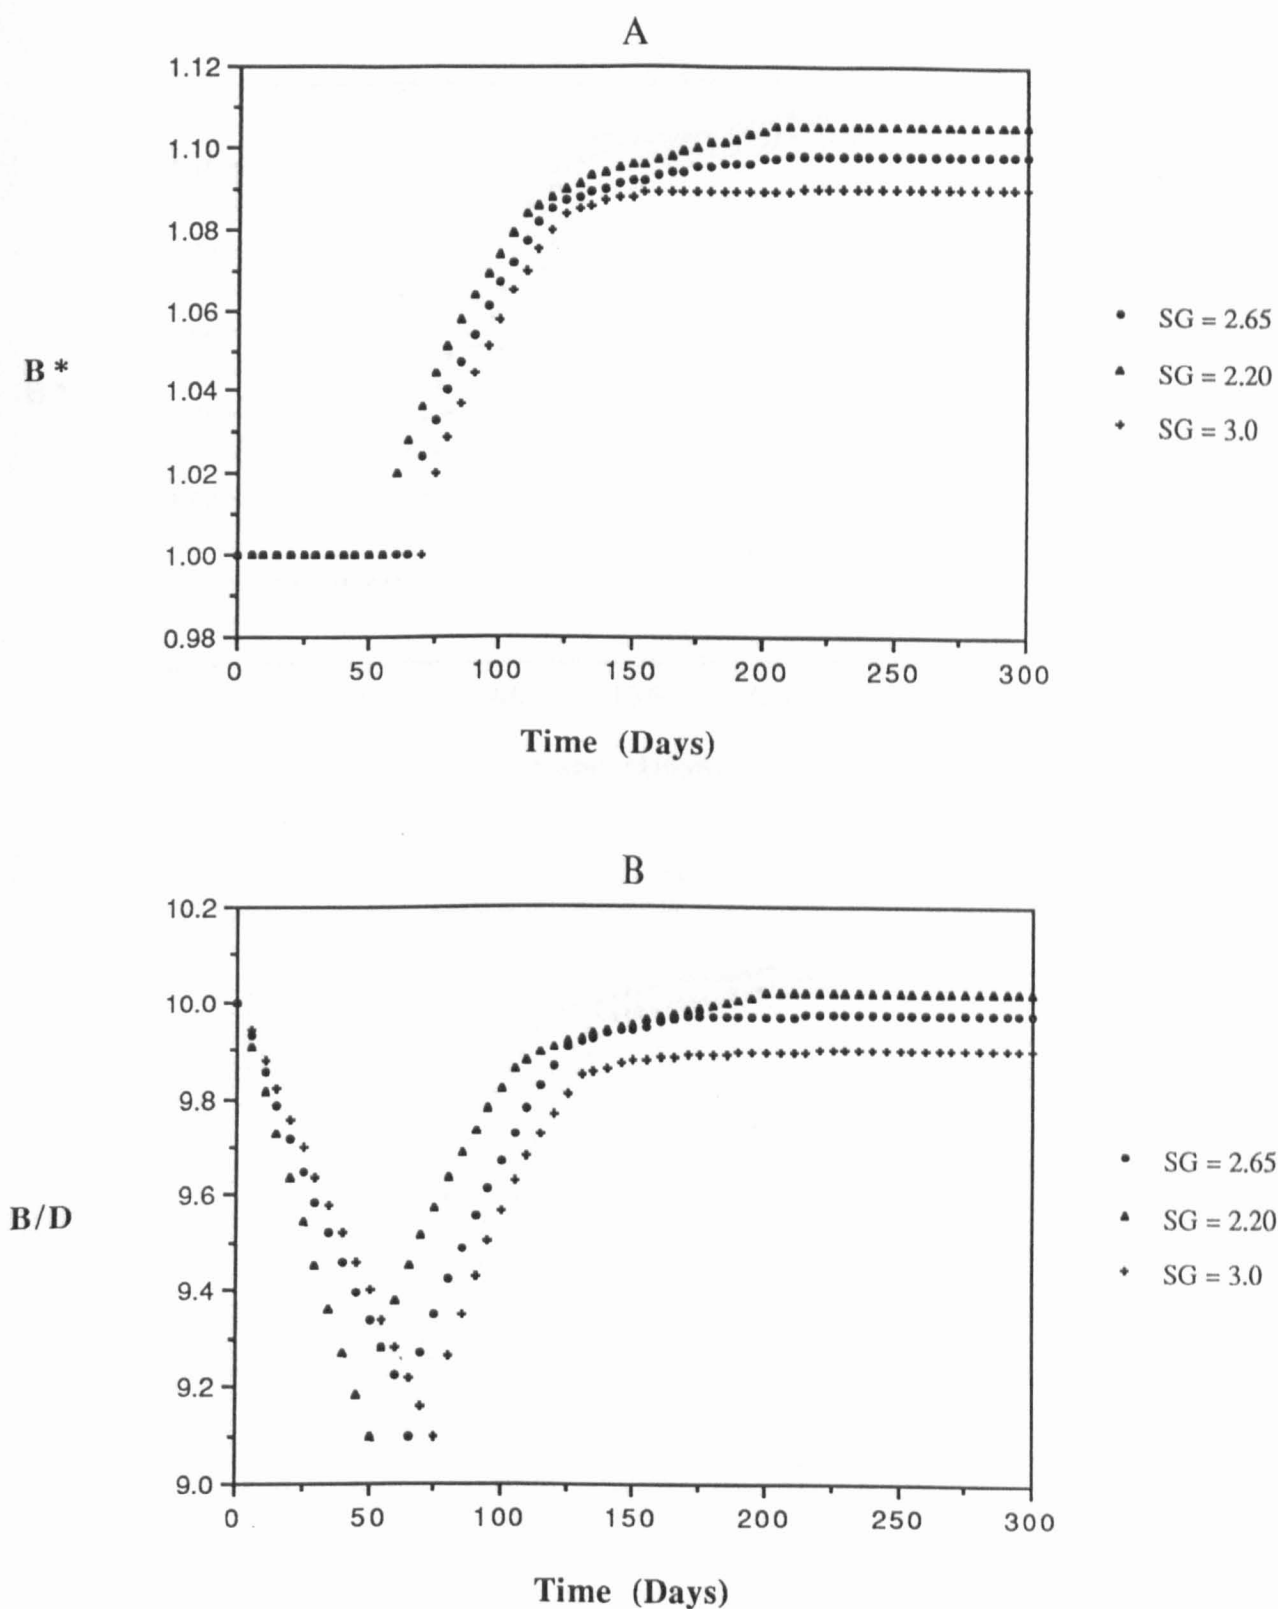 A
1.12
1.10
1.08
1.06
1.04
1.02
1.00
0.98
B *
0 50 100 150 200 250 300
Time (Days)
SG = 2.65
SG = 2.20
SG = 3.0
B
10.2
10.0
9.8
9.6
9.4
9.2
9.0
B/D
0 50 100 150 200 250 300
Time (Days)
SG = 2.65
SG = 2.20
SG = 3.0